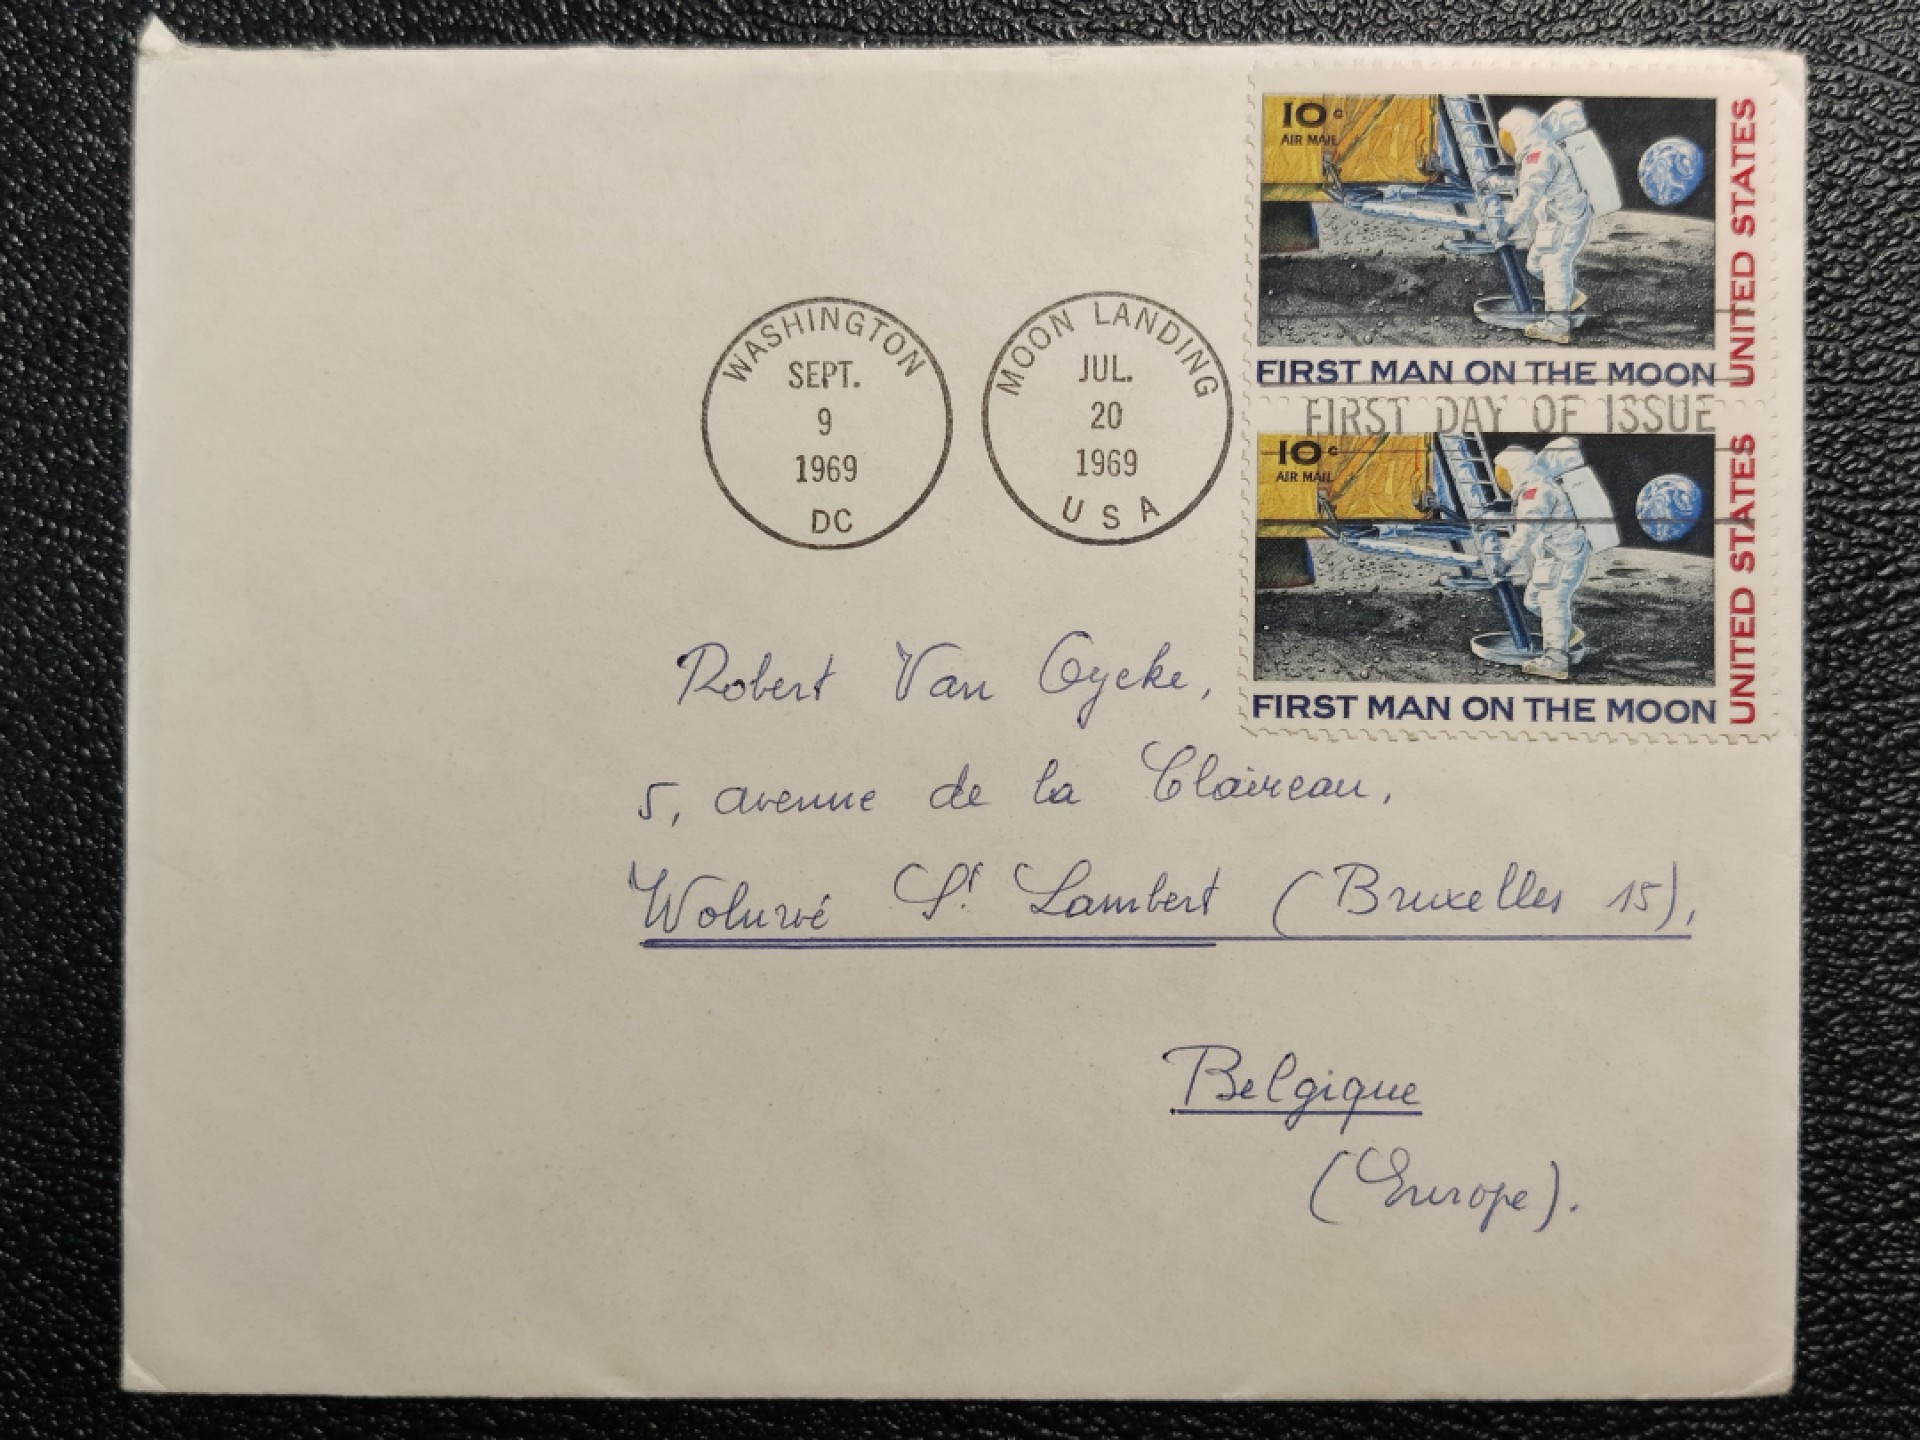 10c
AIR MAIL
UNITED STATES
FIRST MAN ON THE MOON
WASHINGTON
SEPT.
9
1969
DC
MOON LANDING
JUL.
20
1969
USA
FIRST DAY OF ISSUE
10c
AIR MAIL
UNITED STATES
FIRST MAN ON THE MOON
Robert Van Oycke,
5, avenue de la Claireau,
Woluwé St Lambert (Bruxelles 15),
Belgique
(Europe).